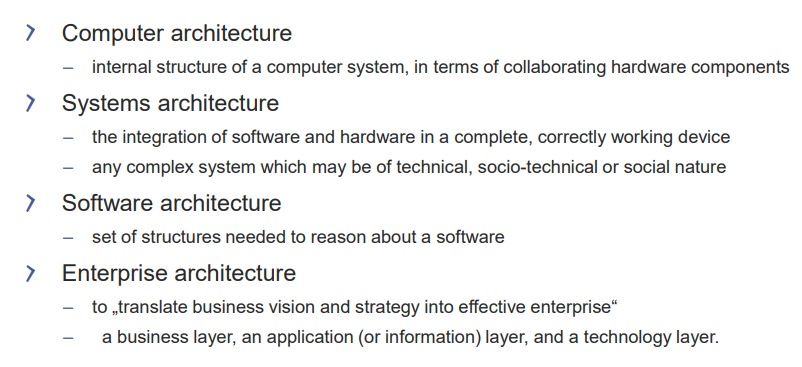 Computer architecture
– internal structure of a computer system, in terms of collaborating hardware components
Systems architecture
– the integration of software and hardware in a complete, correctly working device
– any complex system which may be of technical, socio-technical or social nature
Software architecture
– set of structures needed to reason about a software
Enterprise architecture
– to „translate business vision and strategy into effective enterprise“
– a business layer, an application (or information) layer, and a technology layer.